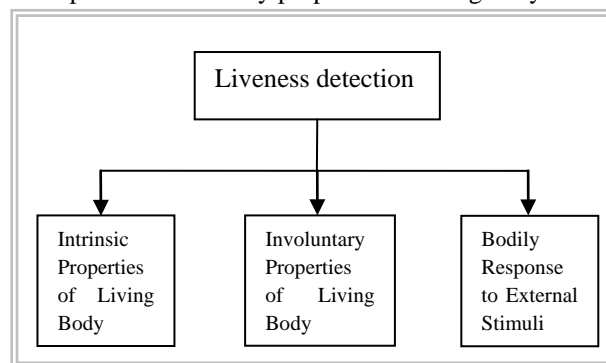 Liveness detection
Intrinsic
Properties
of Living
Body
Involuntary
Properties
of Living
Body
Bodily
Response
to External
Stimuli